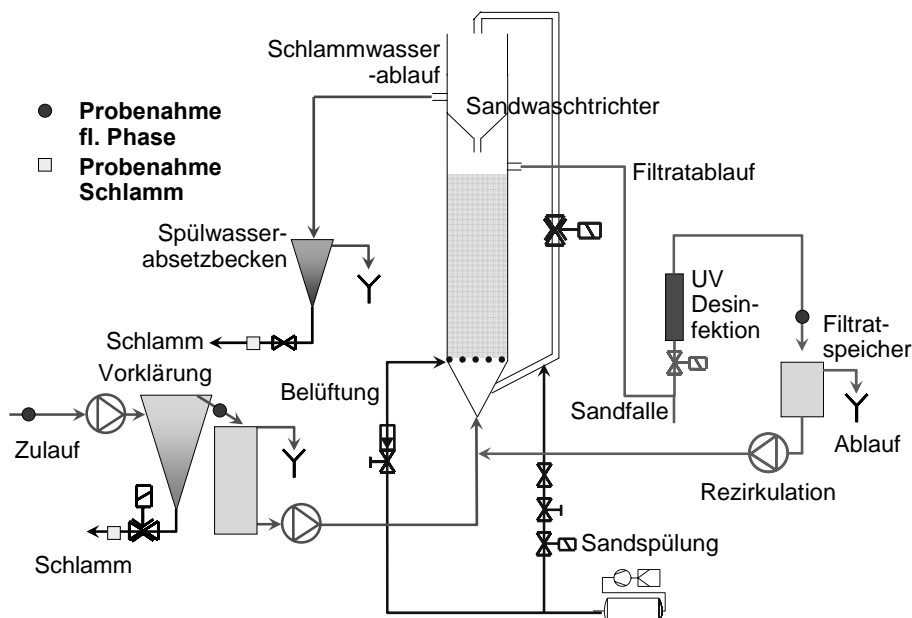 Schlammwasser
-ablauf
Sandwaschtrichter
Probenahme
fl. Phase
Probenahme
Schlamm
Filtratablauf
Spülwasser-
absetzbecken
UV
Desin-
fektion
Filtrat-
speicher
Schlamm
Vorklärung
Belüftung
Sandfalle
Zulauf
Ablauf
Rezirkulation
Sandspülung
Schlamm